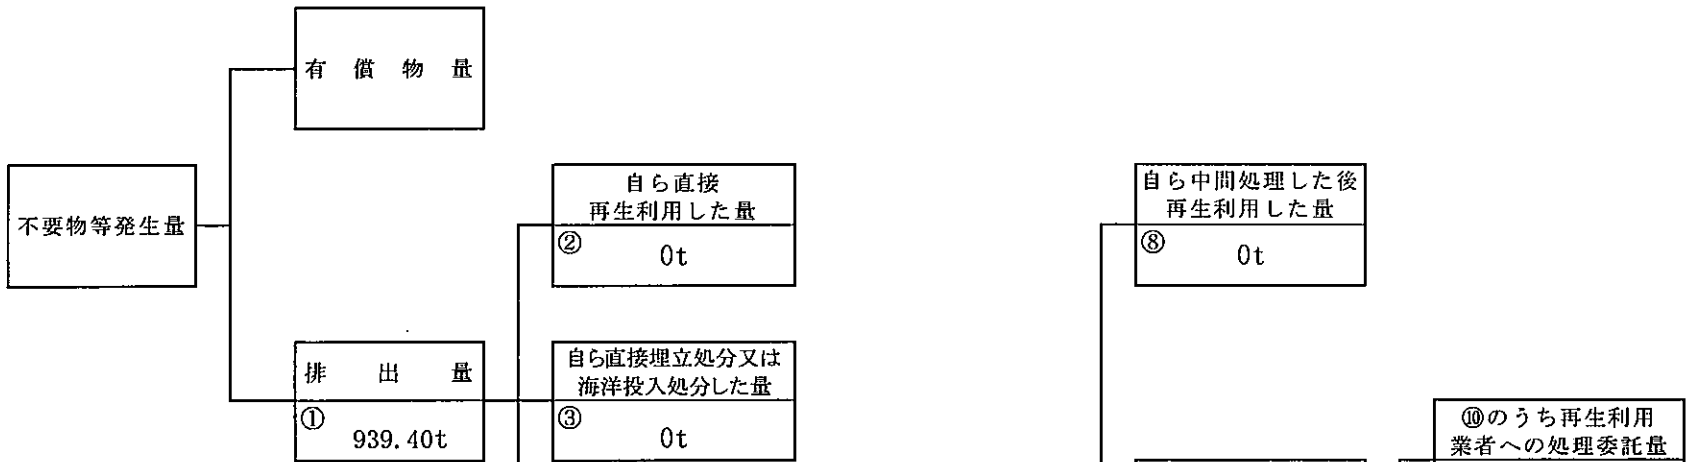 有償物量
不要物等発生量
自ら直接
再生利用した量
②
0t
自ら中間処理した後
再生利用した量
⑧
0t
排出量
①
939.40t
自ら直接埋立処分又は
海洋投入処分した量
③
0t
⑩のうち再生利用
業者への処理委託量